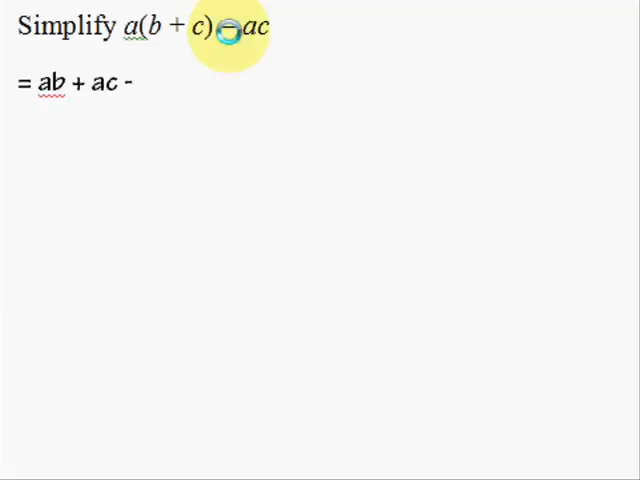 Simplify a(b + c) – ac
= ab + ac -